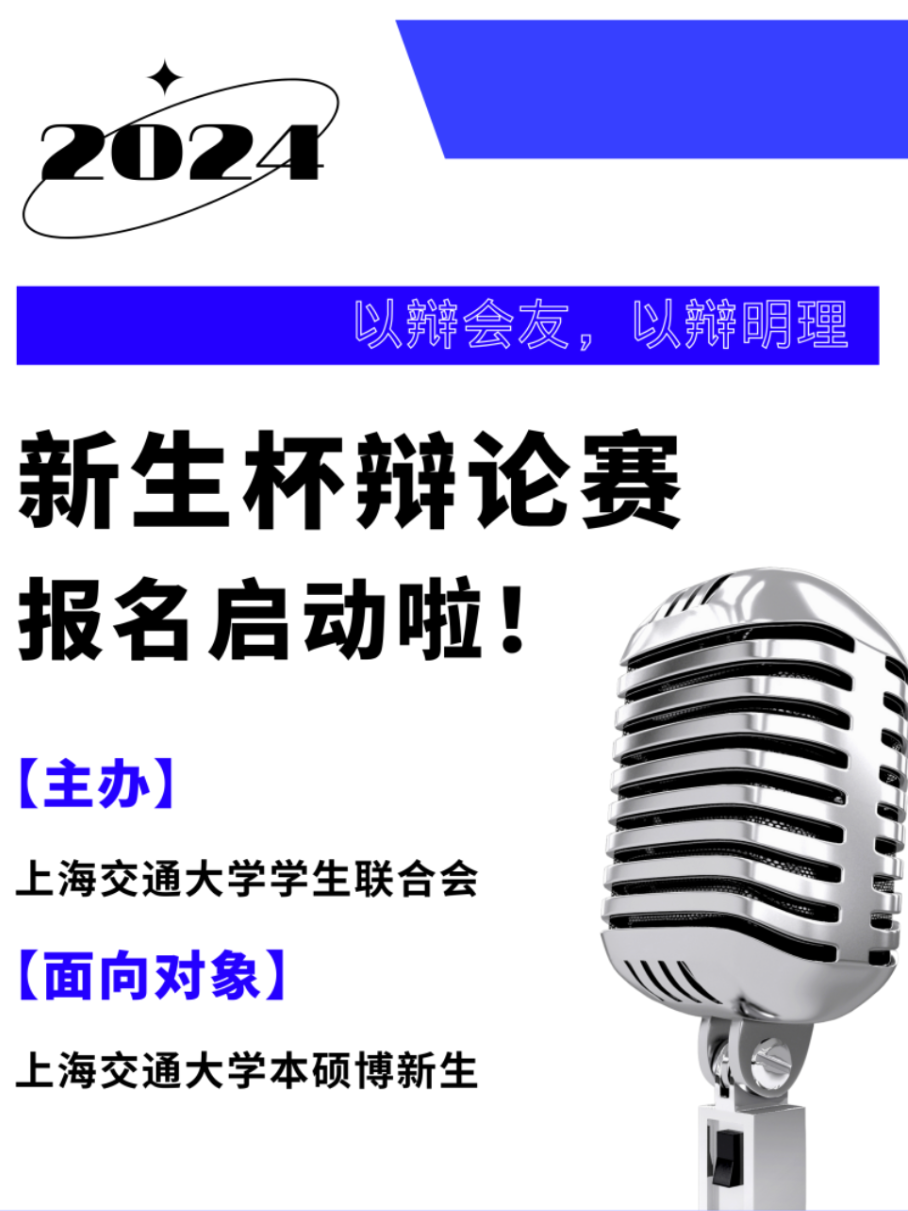 2024
以辩会友，以辩明理
新生杯辩论赛
报名启动啦！
【主办】
上海交通大学学生联合会
【面向对象】
上海交通大学本硕博新生